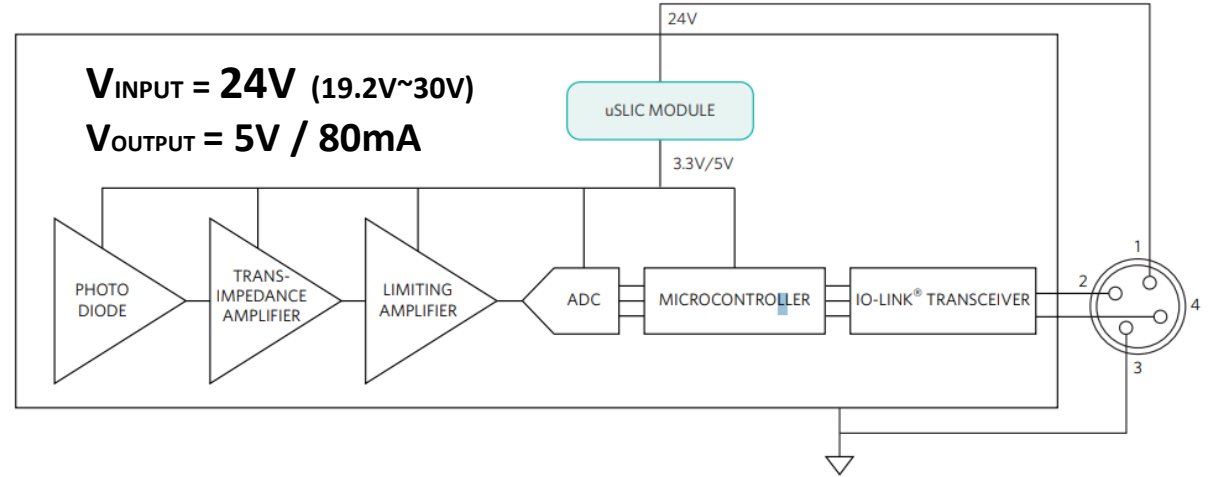 24V
VINPUT = 24V (19.2V~30V)
uSLIC MODULE
VOUTPUT = 5V / 80mA
3.3V/5V
PHOTO
DIODE
TRANS-
IMPEDANCE
AMPLIFIER
LIMITING
AMPLIFIER
ADC
MICROCONTROLLER
IO-LINK® TRANSCEIVER
1
2
4
3